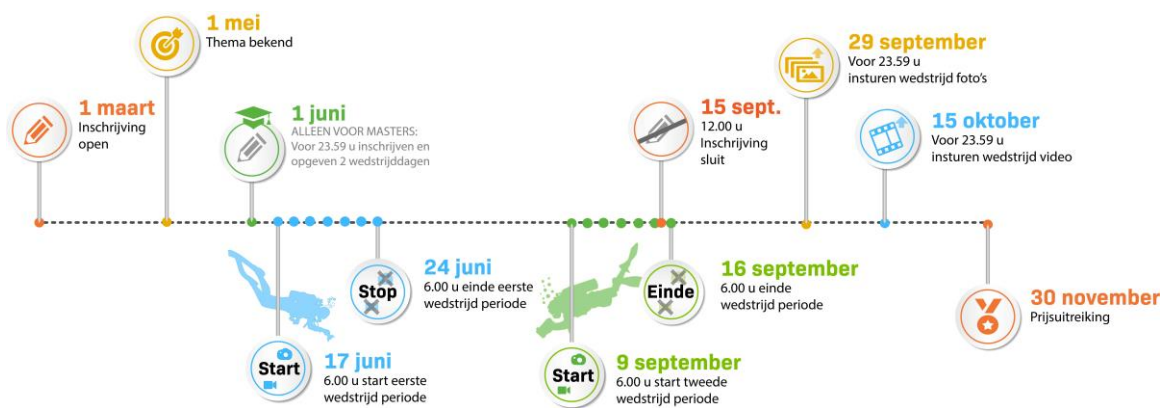 1 maart
Inschrijving
open
1 mei
Thema bekend
1 juni
ALLEEN VOOR MASTERS:
Voor 23.59 u inschrijven en
opgeven 2 wedstrijddagen
Start
17 juni
6.00 u start eerste
wedstrijd periode
Stop
24 juni
6.00 u einde eerste
wedstrijd periode
Start
9 september
6.00 u start tweede
wedstrijd periode
15 sept.
12.00 u
Inschrijving
sluit
Einde
16 september
6.00 u einde
wedstrijd periode
29 september
Voor 23.59 u
insturen wedstrijd foto's
15 oktober
Voor 23.59 u
insturen wedstrijd video
30 november
Prijsuitreiking